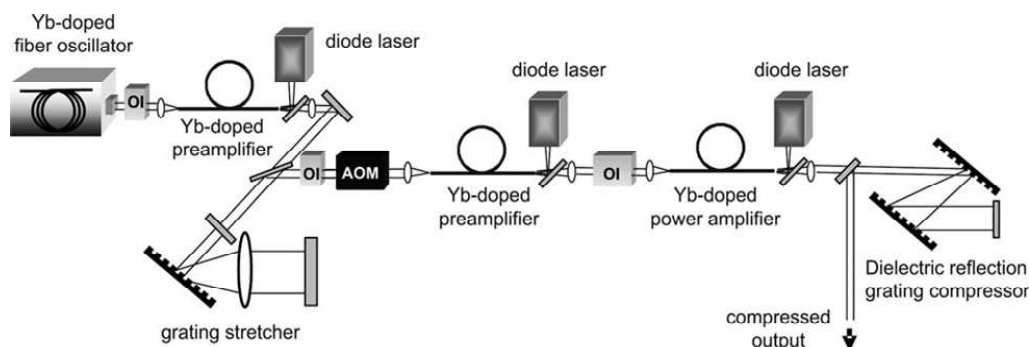 Yb-doped
fiber oscillator
OI
Yb-doped
preamplifier
diode laser
OI
AOM
grating stretcher
Yb-doped
preamplifier
diode laser
OI
Yb-doped
power amplifier
diode laser
Dielectric reflection
grating compressor
compressed
output